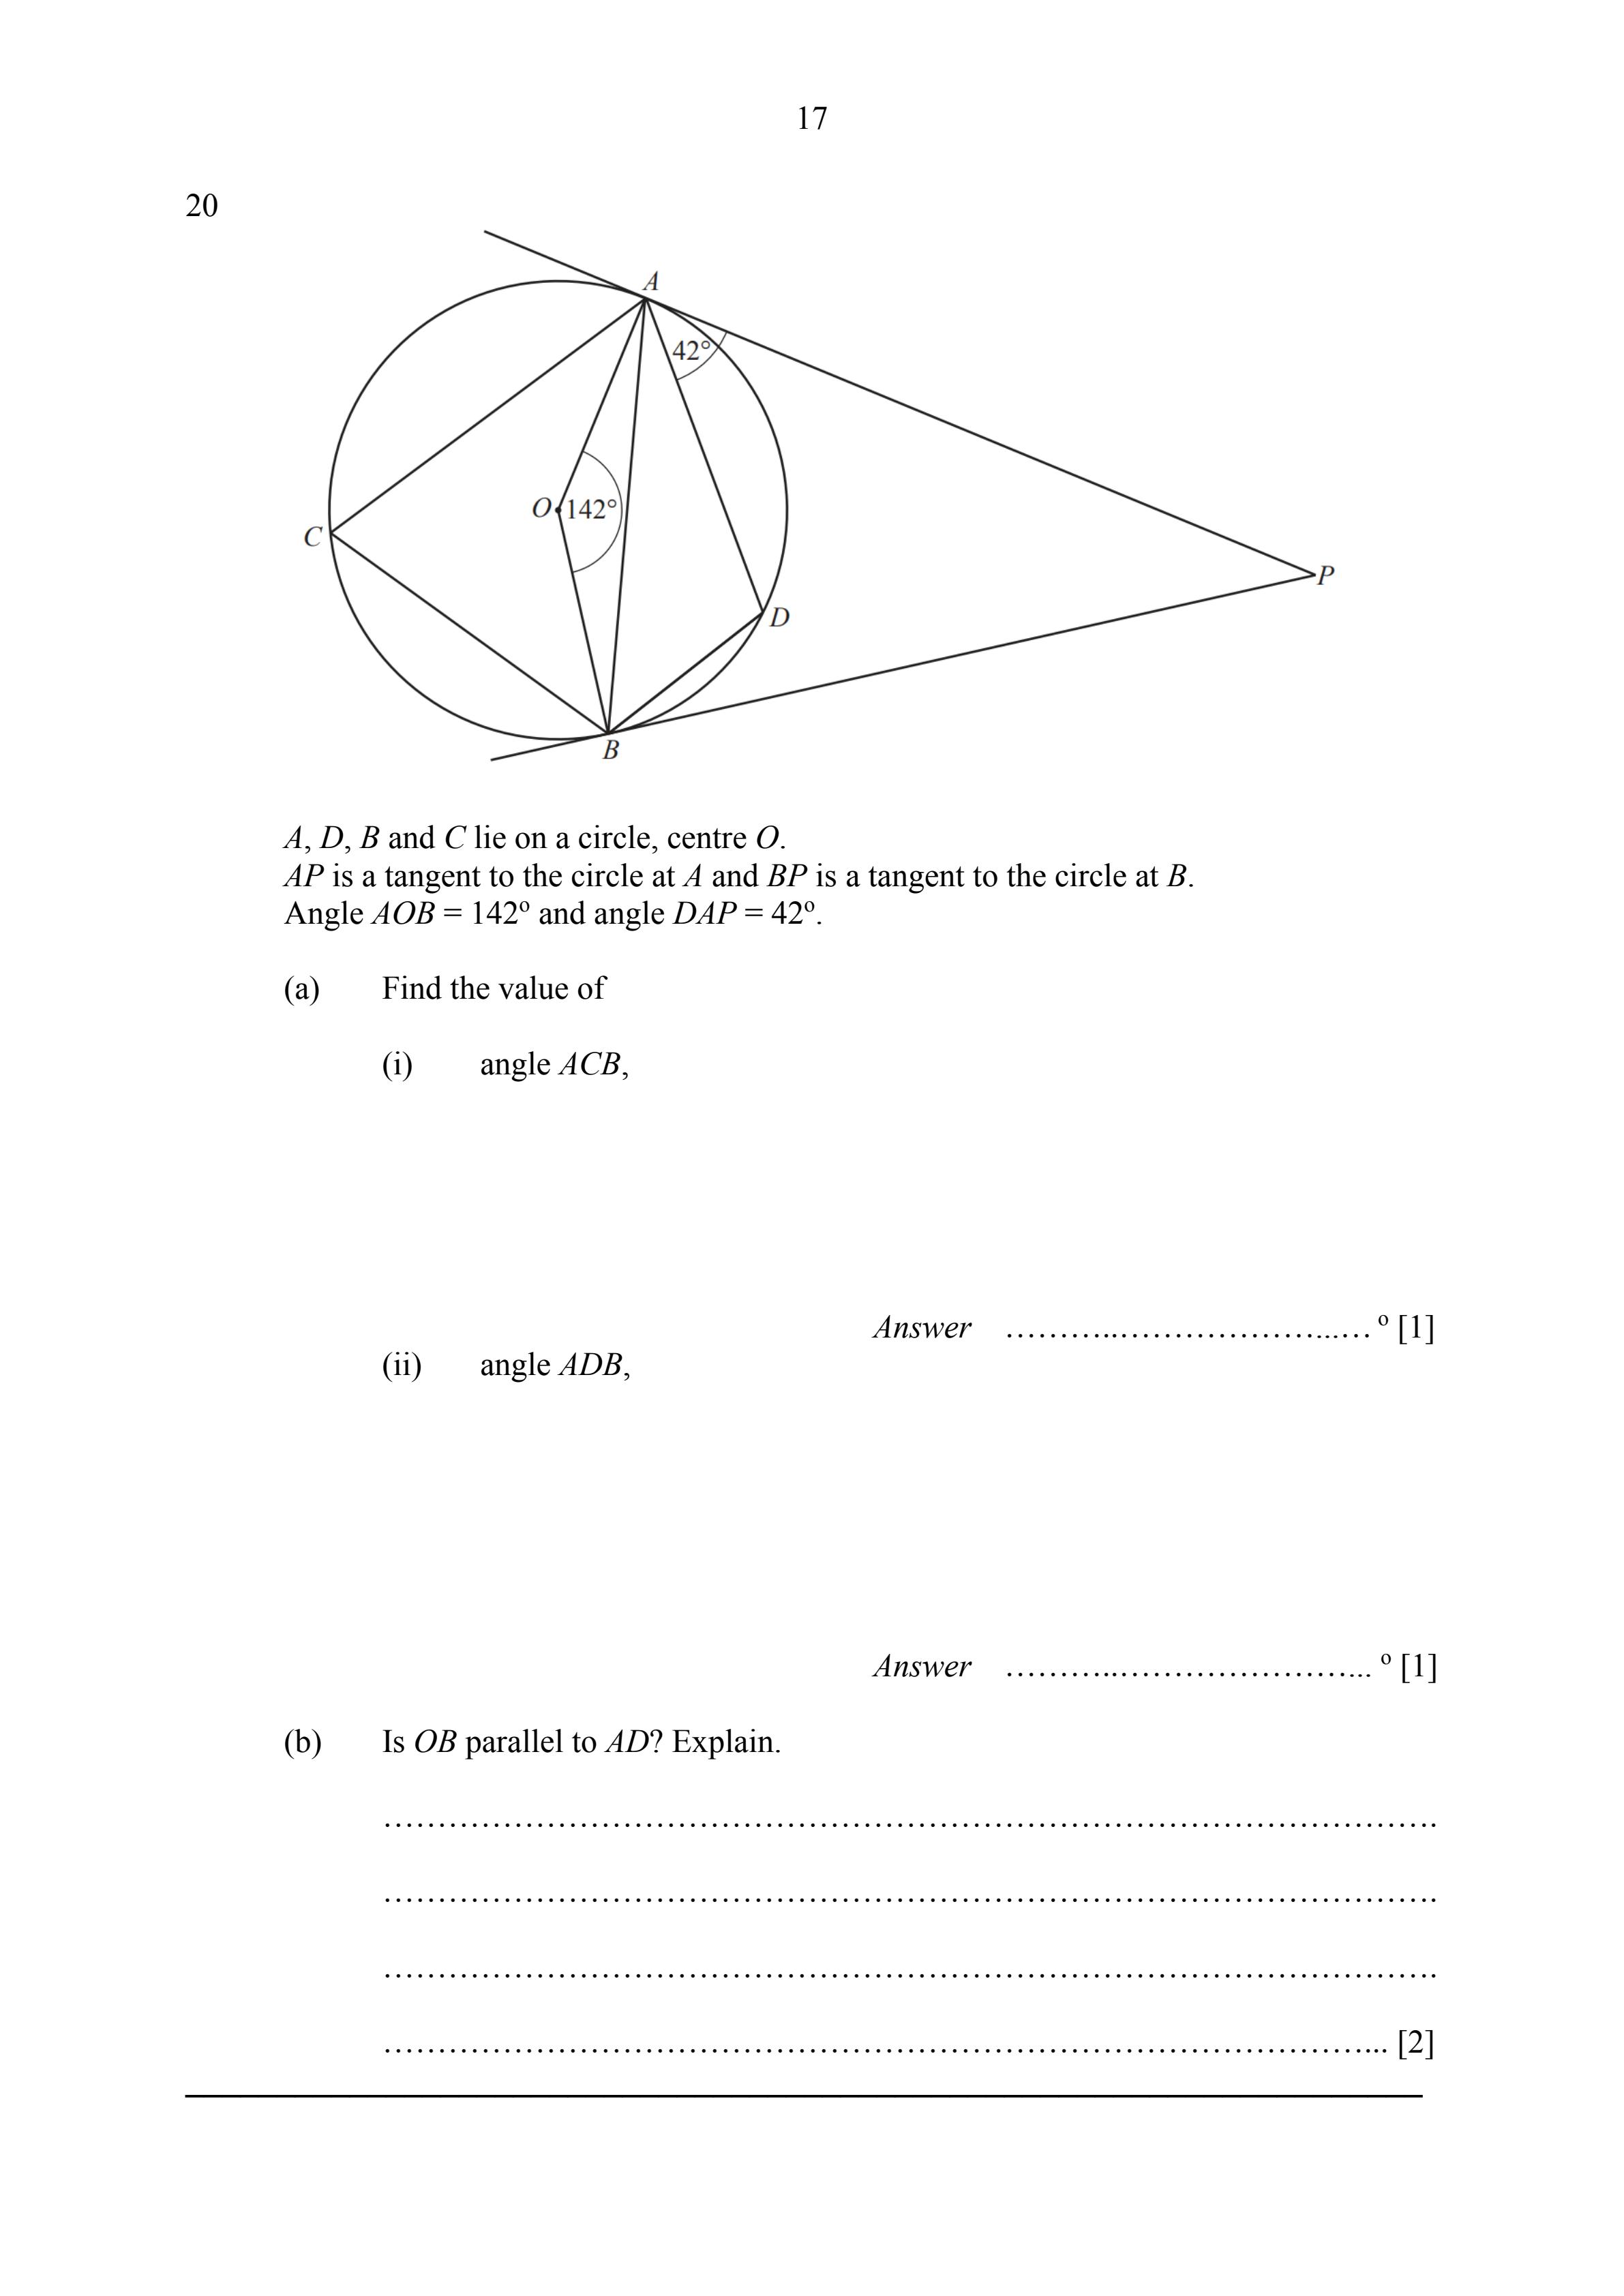 17
20
A
42°
O 142°
C
P
D
B
A, D, B and C lie on a circle, centre O.
AP is a tangent to the circle at A and BP is a tangent to the circle at B.
Angle AOB = 142º and angle DAP = 42º.
(a) Find the value of
(i) angle ACB,
Answer ………..…………………...… º [1]
(ii) angle ADB,
Answer ………..…………………... º [1]
(b) Is OB parallel to AD? Explain.
…………………………………………………………………………………….
…………………………………………………………………………………….
…………………………………………………………………………………….
………………………………………………………………………………... [2]